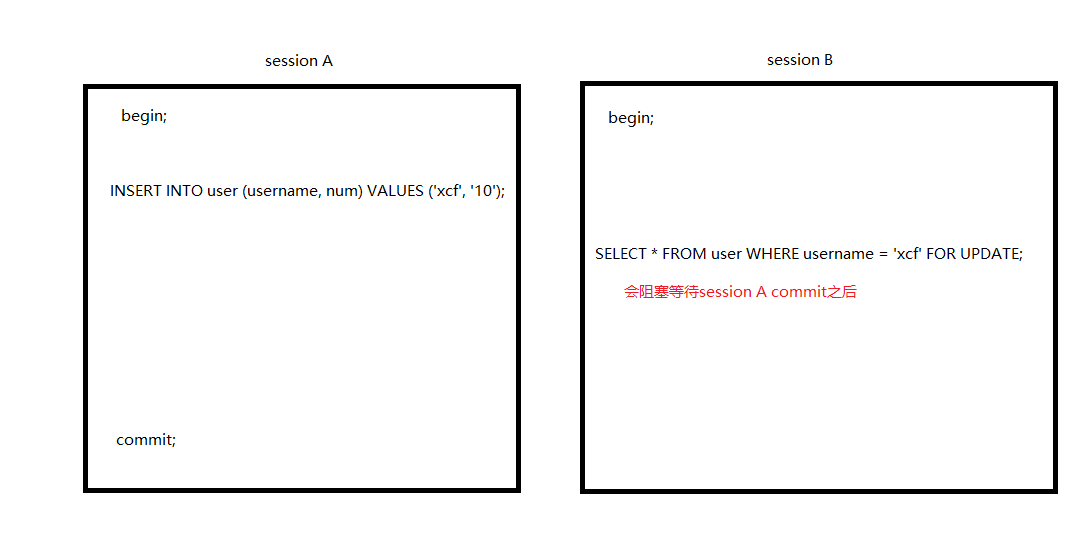 session A
begin;
INSERT INTO user (username, num) VALUES ('xcf', '10');
commit;
session B
begin;
SELECT * FROM user WHERE username = 'xcf' FOR UPDATE;
会阻塞等待session A commit之后